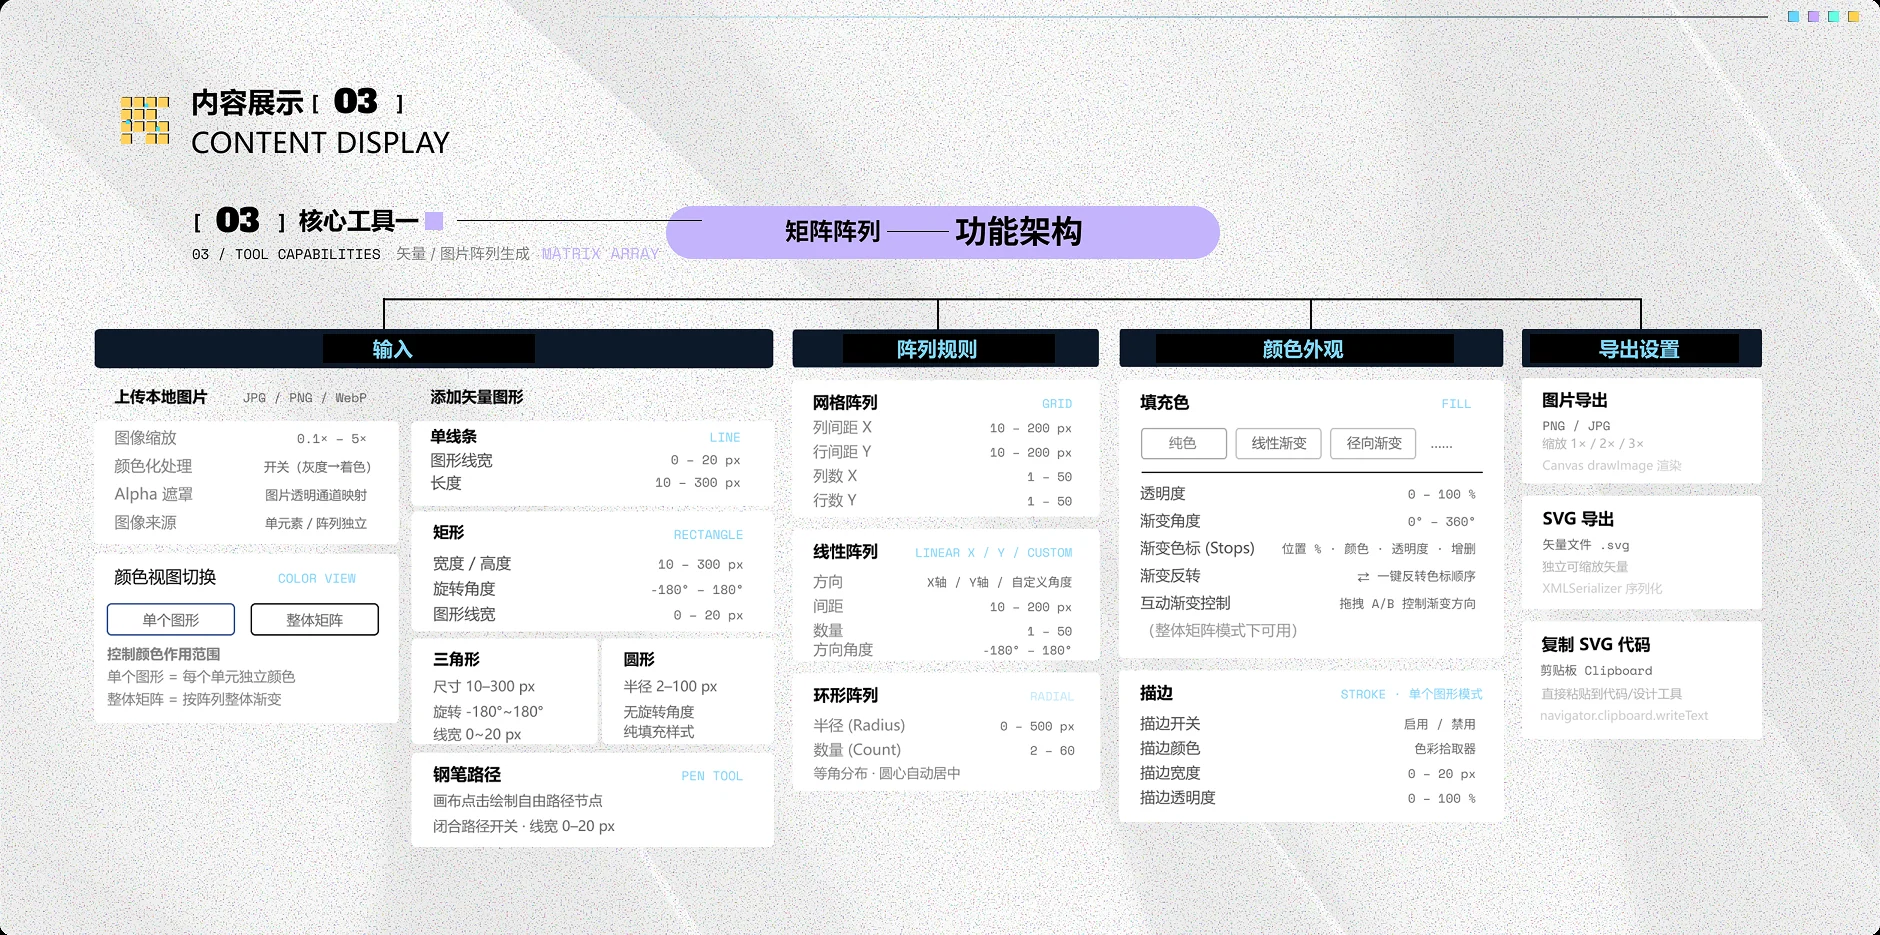 内容展示 [ 03 ]
CONTENT DISPLAY
[ 03 ] 核心工具一
03 / TOOL CAPABILITIES 矢量 / 图片阵列生成 MATRIX ARRAY
矩阵阵列 —— 功能架构
输入
上传本地图片 JPG / PNG / WebP
图像缩放 0.1× – 5×
颜色化处理 开关（灰度→着色）
Alpha 遮罩 图片透明通道映射
图像来源 单元素 / 阵列独立
颜色视图切换 COLOR VIEW
单个图形 整体矩阵
控制颜色作用范围
单个图形 = 每个单元独立颜色
整体矩阵 = 按阵列整体渐变
添加矢量图形
单线条 LINE
图形线宽 0 – 20 px
长度 10 – 300 px
矩形 RECTANGLE
宽度 / 高度 10 – 300 px
旋转角度 -180° – 180°
图形线宽 0 – 20 px
三角形
尺寸 10–300 px
旋转 -180°~180°
线宽 0~20 px
圆形
半径 2–100 px
无旋转角度
纯填充样式
钢笔路径 PEN TOOL
画布点击绘制自由路径节点
闭合路径开关 · 线宽 0–20 px
阵列规则
网格阵列 GRID
列间距 X 10 – 200 px
行间距 Y 10 – 200 px
列数 X 1 – 50
行数 Y 1 – 50
线性阵列 LINEAR X / Y / CUSTOM
方向 X轴 / Y轴 / 自定义角度
间距 10 – 200 px
数量 1 – 50
方向角度 -180° – 180°
环形阵列 RADIAL
半径 (Radius) 0 – 500 px
数量 (Count) 2 – 60
等角分布 · 圆心自动居中
颜色外观
填充色 FILL
纯色 线性渐变 径向渐变 ......
透明度 0 – 100 %
渐变角度 0° – 360°
渐变色标 (Stops) 位置 % · 颜色 · 透明度 · 增删
渐变反转 ⇄ 一键反转色标顺序
互动渐变控制 拖拽 A/B 控制渐变方向
（整体矩阵模式下可用）
描边 STROKE · 单个图形模式
描边开关 启用 / 禁用
描边颜色 色彩拾取器
描边宽度 0 – 20 px
描边透明度 0 – 100 %
导出设置
图片导出
PNG / JPG
缩放 1× / 2× / 3×
Canvas drawImage 渲染
SVG 导出
矢量文件 .svg
独立可缩放矢量
XMLSerializer 序列化
复制 SVG 代码
剪贴板 Clipboard
直接粘贴到代码/设计工具
navigator.clipboard.writeText